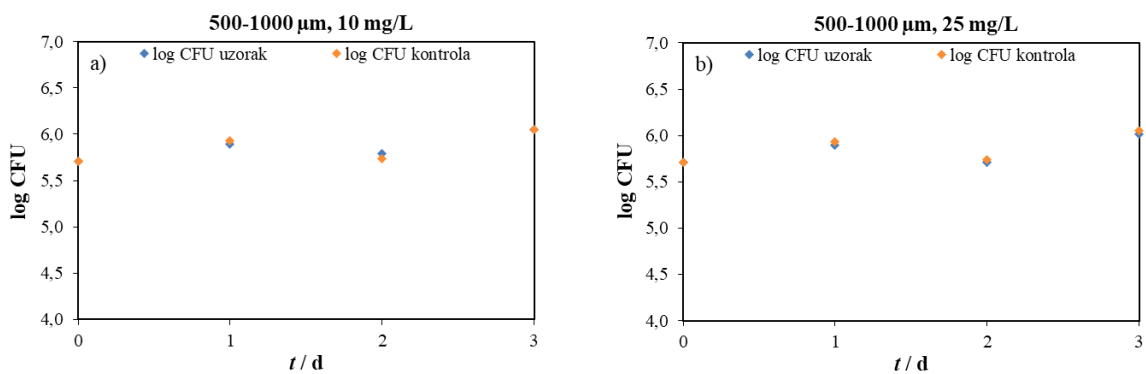 500-1000 µm, 10 mg/L
a)
log CFU uzorak
log CFU kontrola
7,0
6,5
6,0
5,5
5,0
4,5
4,0
log CFU
0 1 2 3
t / d
500-1000 µm, 25 mg/L
b)
log CFU uzorak
log CFU kontrola
7,0
6,5
6,0
5,5
5,0
4,5
4,0
log CFU
0 1 2 3
t / d